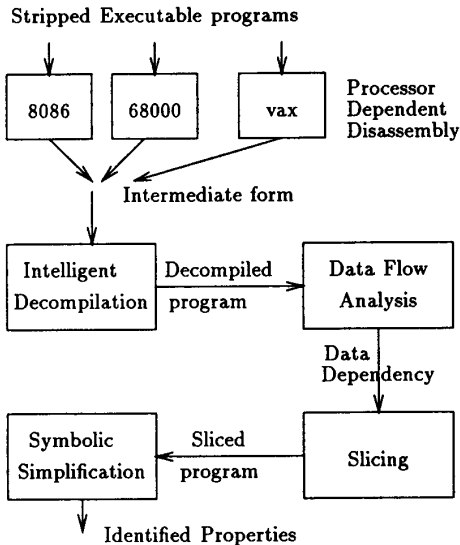 Stripped Executable programs
8086
68000
vax
Processor
Dependent
Disassembly
Intermediate form
Intelligent
Decompilation
Decompiled
program
Data Flow
Analysis
Data
Dependency
Symbolic
Simplification
Sliced
program
Slicing
Identified Properties